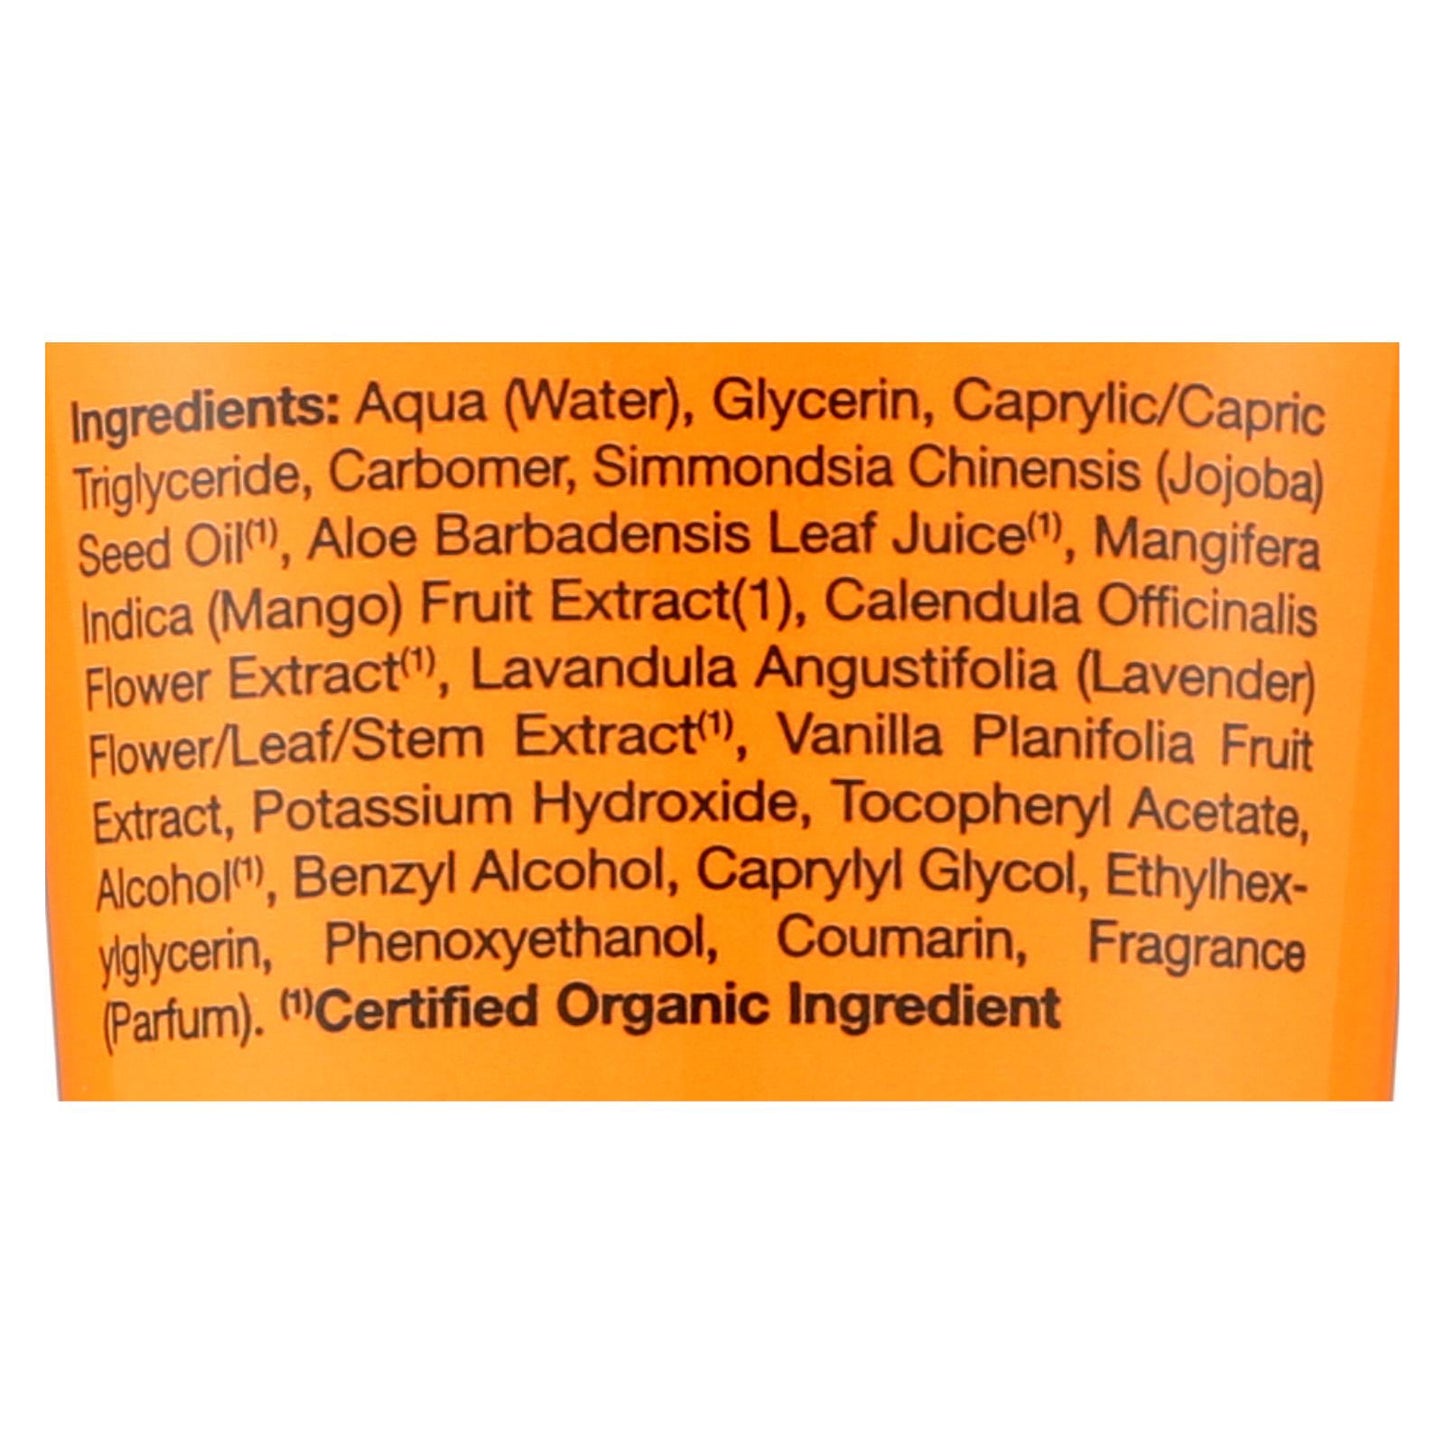 Ingredients: Aqua (Water), Glycerin, Caprylic/Capric
Triglyceride, Carbomer, Simmondsia Chinensis (Jojoba)
Seed Oil⁽¹⁾, Aloe Barbadensis Leaf Juice⁽¹⁾, Mangifera
Indica (Mango) Fruit Extract(1), Calendula Officinalis
Flower Extract⁽¹⁾, Lavandula Angustifolia (Lavender)
Flower/Leaf/Stem Extract⁽¹⁾, Vanilla Planifolia Fruit
Extract, Potassium Hydroxide, Tocopheryl Acetate,
Alcohol⁽¹⁾, Benzyl Alcohol, Caprylyl Glycol, Ethylhex-
ylglycerin, Phenoxyethanol, Coumarin, Fragrance
(Parfum). ⁽¹⁾Certified Organic Ingredient